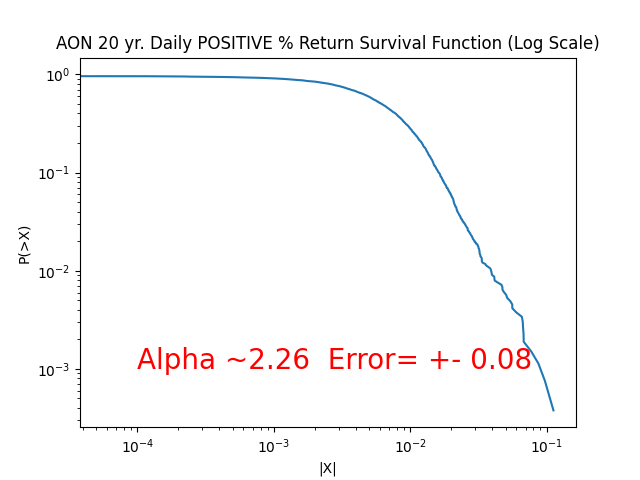 AON 20 yr. Daily POSITIVE % Return Survival Function (Log Scale)
10⁰
10⁻¹
10⁻²
10⁻³
P(>X)
Alpha ~2.26  Error= +- 0.08
10⁻⁴
10⁻³
10⁻²
10⁻¹
|X|